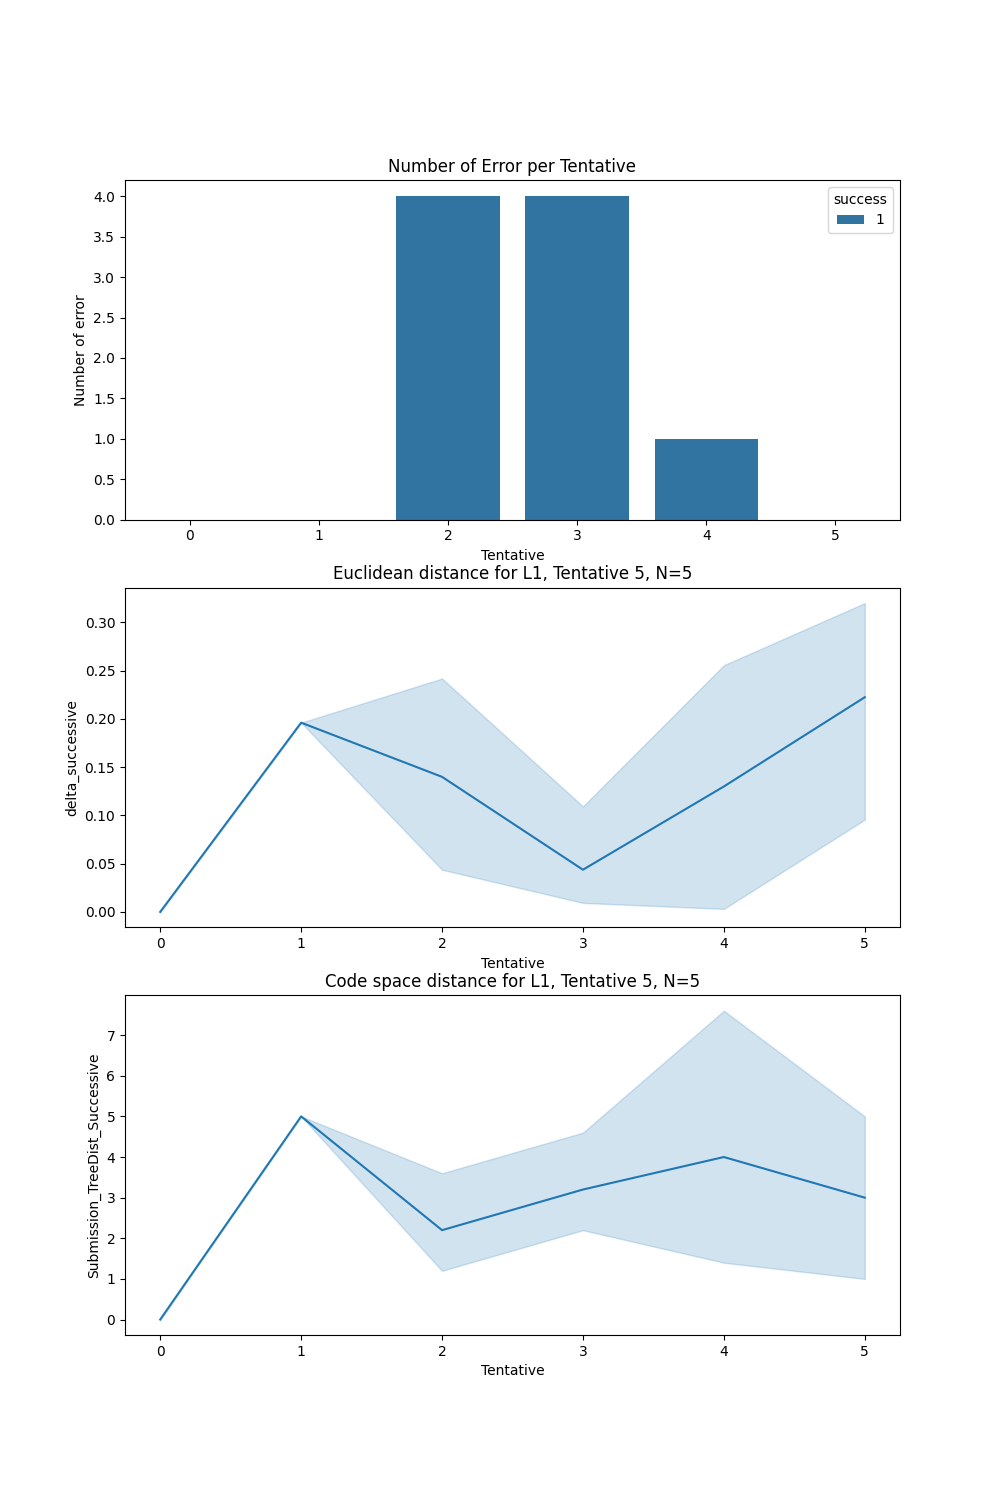 Number of Error per Tentative
success
1
4.0
3.5
3.0
2.5
2.0
1.5
1.0
0.5
0.0
Number of error
0 1 2 3 4 5
Tentative
Euclidean distance for L1, Tentative 5, N=5
0.30
0.25
0.20
0.15
0.10
0.05
0.00
delta_successive
0 1 2 3 4 5
Tentative
Code space distance for L1, Tentative 5, N=5
7
6
5
4
3
2
1
0
Submission_TreeDist_Successive
0 1 2 3 4 5
Tentative